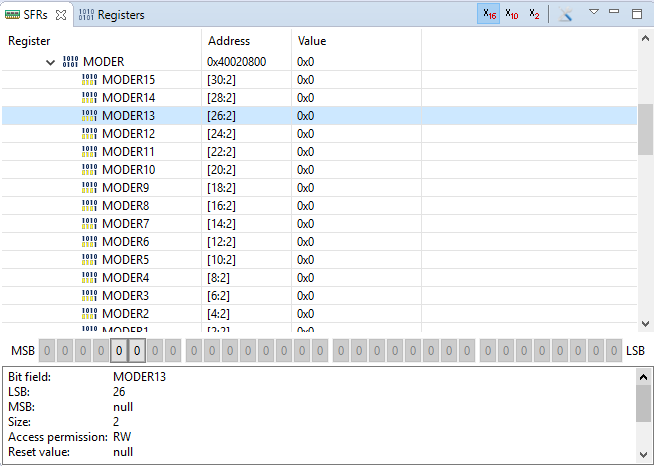 SFRs Registers X16 X10 X2
Register Address Value
MODER 0x40020800 0x0
MODER15 [30:2] 0x0
MODER14 [28:2] 0x0
MODER13 [26:2] 0x0
MODER12 [24:2] 0x0
MODER11 [22:2] 0x0
MODER10 [20:2] 0x0
MODER9 [18:2] 0x0
MODER8 [16:2] 0x0
MODER7 [14:2] 0x0
MODER6 [12:2] 0x0
MODER5 [10:2] 0x0
MODER4 [8:2] 0x0
MODER3 [6:2] 0x0
MODER2 [4:2] 0x0
MODER1 [2:2] 0x0
MSB 0 0 0 0 0 0 0 0 0 0 0 0 0 0 0 0 0 0 0 0 0 0 0 0 0 0 0 0 0 0 0 0 LSB
Bit field: MODER13
LSB: 26
MSB: null
Size: 2
Access permission: RW
Reset value: null